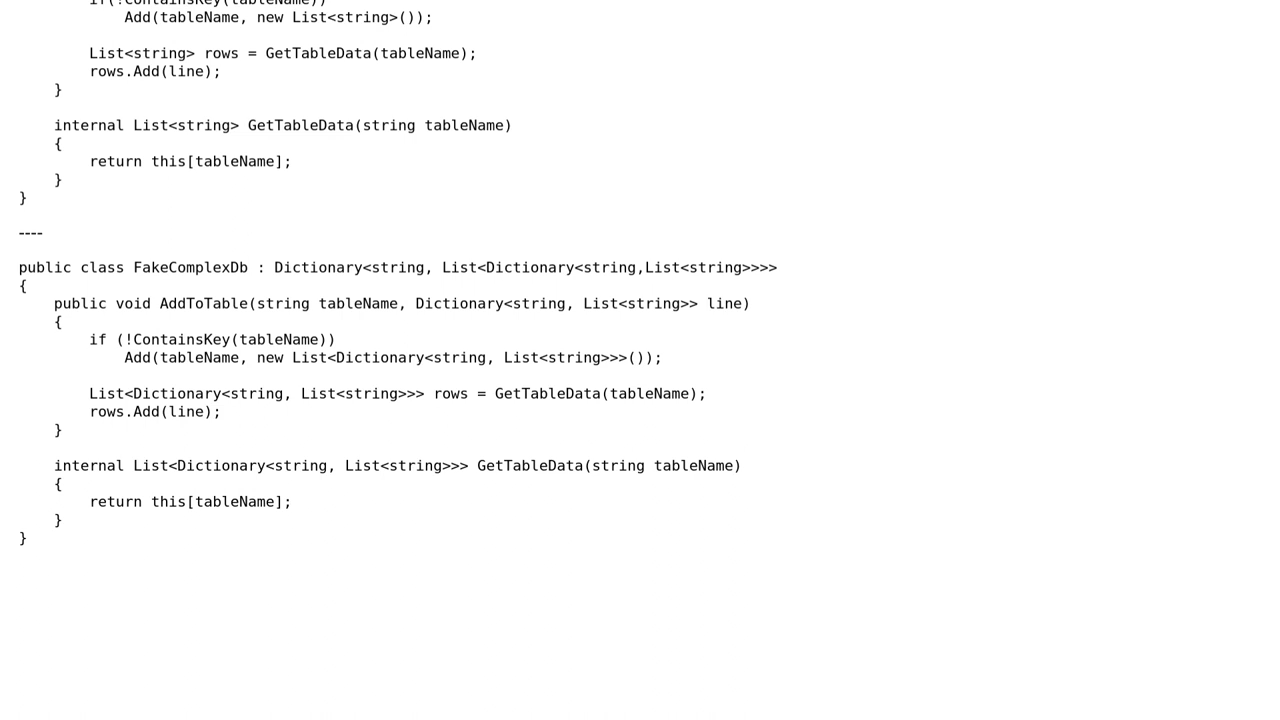 if(!ContainsKey(tableName))
            Add(tableName, new List<string>());

        List<string> rows = GetTableData(tableName);
        rows.Add(line);
    }

    internal List<string> GetTableData(string tableName)
    {
        return this[tableName];
    }
}

----

public class FakeComplexDb : Dictionary<string, List<Dictionary<string,List<string>>>>
{
    public void AddToTable(string tableName, Dictionary<string, List<string>> line)
    {
        if (!ContainsKey(tableName))
            Add(tableName, new List<Dictionary<string, List<string>>>());

        List<Dictionary<string, List<string>>> rows = GetTableData(tableName);
        rows.Add(line);
    }

    internal List<Dictionary<string, List<string>>> GetTableData(string tableName)
    {
        return this[tableName];
    }
}